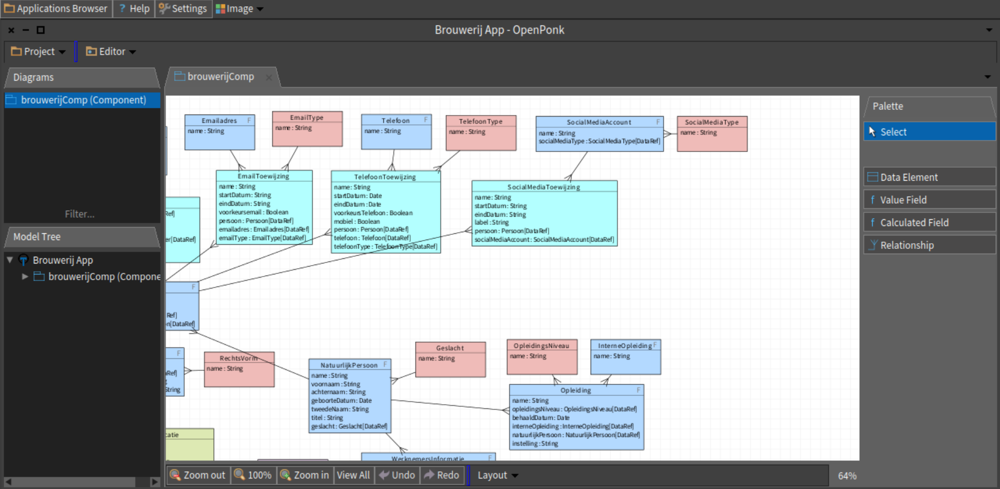 Applications Browser
? Help
Settings
Image
Brouwerij App - OpenPonk
Project
Editor
Diagrams
brouwerijComp (Component)
Filter...
Model Tree
Brouwerij App
brouwerijComp (Compone
brouwerijComp
Emailadres F
name : String
EmailType
name : String
Telefoon F
name : String
TelefoonType
name : String
SocialMediaAccount F
name : String
socialMediaType : SocialMediaType[DataRef]
SocialMediaType
name : String
EmailToewijzing
name : String
startDatum : String
eindDatum : String
voorkeursemail : Boolean
persoon : Persoon[DataRef]
emailadres : Emailadres[DataRef]
emailType : EmailType[DataRef]
TelefoonToewijzing
name : String
startDatum : Date
eindDatum : Date
voorkeursTelefoon : Boolean
mobiel : Boolean
persoon : Persoon[DataRef]
telefoon : Telefoon[DataRef]
telefoonType : TelefoonType[DataRef]
SocialMediaToewijzing
name : String
startDatum : String
eindDatum : String
label : String
persoon : Persoon[DataRef]
socialMediaAccount : SocialMediaAccount[DataRef]
Ref]
er[DataRef]
F
Ref]
n[DataRef]
F
aRef]
String
RechtsVorm
name : String
NatuurlijkPersoon F
name : String
voornaam : String
achternaam : String
geboorteDatum : Date
tweedeNaam : String
titel : String
geslacht : Geslacht[DataRef]
Geslacht
name : String
OpleidingsNiveau
name : String
InterneOpleiding F
name : String
Opleiding F
name : String
opleidingsNiveau : OpleidingsNiveau[DataRef]
behaaldDatum : Date
interneOpleiding : InterneOpleiding[DataRef]
natuurlijkPersoon : NatuurlijkPersoon[DataRef]
instelling : String
catie
WerknemersInformatie F
Palette
Select
Data Element
f Value Field
f Calculated Field
Relationship
Zoom out
100%
Zoom in
View All
Undo
Redo
Layout
64%